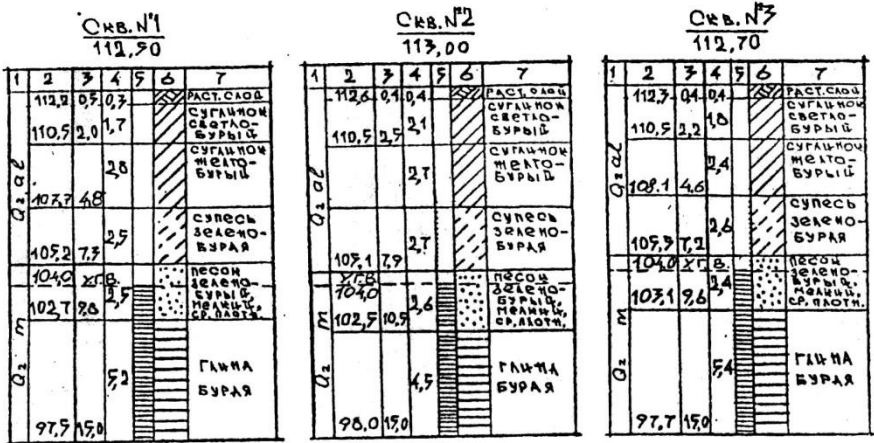 Скв. №1
112,50
1 2 3 4 5 6 7
112,2 0,3 0,3 РАСТ. СЛОЙ
110,5 2,0 1,7 СУГЛИНОК
СВЕТЛО-
БУРЫЙ
107,7 4,8 2,8 СУГЛИНОК
ЖЕЛТО-
БУРЫЙ
105,2 7,3 2,5 СУПЕСЬ
ЗЕЛЕНО-
БУРАЯ
104,0 УГ.В.
102,7 9,8 2,5 ПЕСОК
ЗЕЛЕНО-
БУРЫЙ,
МЕЛКИЙ,
СР. ПЛОТН.
97,5 15,0 5,2 ГЛИНА
БУРАЯ
Q₂ al
Q₂ m
Скв. №2
113,00
1 2 3 4 5 6 7
112,6 0,4 0,4 РАСТ. СЛОЙ
110,5 2,5 2,1 СУГЛИНОК
СВЕТЛО-
БУРЫЙ
2,7 СУГЛИНОК
ЖЕЛТО-
БУРЫЙ
105,1 7,9 2,7 СУПЕСЬ
ЗЕЛЕНО-
БУРАЯ
УГВ
104,0
102,5 10,5 2,6 ПЕСОК
ЗЕЛЕНО-
БУРЫЙ,
МЕЛКИЙ,
СР. ПЛОТН.
98,0 15,0 4,5 ГЛИНА
БУРАЯ
Q₂ al
Q₂ m
Скв. №3
112,70
1 2 3 4 5 6 7
112,3 0,4 0,4 РАСТ. СЛОЙ
110,5 2,2 1,8 СУГЛИНОК
СВЕТЛО-
БУРЫЙ
108,1 4,6 2,4 СУГЛИНОК
ЖЕЛТО-
БУРЫЙ
105,5 7,2 2,6 СУПЕСЬ
ЗЕЛЕНО-
БУРАЯ
104,0 УГ.В.
103,1 9,6 2,4 ПЕСОК
ЗЕЛЕНО-
БУРЫЙ,
МЕЛКИЙ,
СР. ПЛОТН.
97,7 15,0 5,4 ГЛИНА
БУРАЯ
Q₂ al
Q₂ m